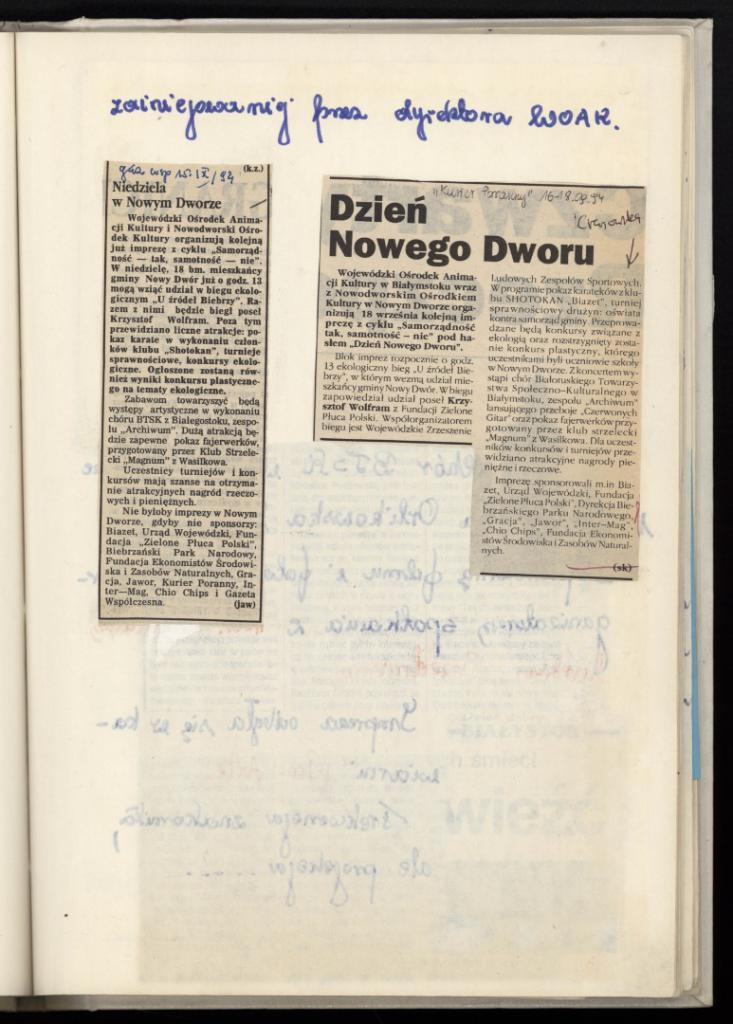 przez dyrektora WOAK.
(k.z.)
Niedziela
w Nowym Dworze
Wojewódzki Ośrodek Anima-
cji Kultury i Nowodworski Ośro-
dek Kultury organizują kolejną
już imprezę z cyklu „Samorząd-
ność — tak, samotność — nie".
W niedzielę, 18 bm. mieszkańcy
gminy Nowy Dwór już o godz. 13
mogą wziąć udział w biegu ekolo-
gicznym „U źródeł Biebrzy". Ra-
zem z nimi będzie biegł poseł
Krzysztof Wolfram. Poza tym
przewidziano liczne atrakcje: po-
kaz karate w wykonaniu człon-
ków klubu „Shotokan", turnieje
sprawnościowe, konkursy ekolo-
giczne. Ogłoszone zostaną rów-
nież wyniki konkursu plastyczne-
go na tematy ekologiczne.
Zabawom towarzyszyć będą
występy artystyczne w wykonaniu
chóru BTSK z Białegostoku, zespo-
łu „Archiwum". Dużą atrakcją bę-
dzie zapewne pokaz fajerwerków,
przygotowany przez Klub Strzele-
cki „Magnum" z Wasilkowa.
Uczestnicy turniejów i kon-
kursów mają szanse na otrzyma-
nie atrakcyjnych nagród rzeczo-
wych i pieniężnych.
Nie byłoby imprezy w Nowym
Dworze, gdyby nie sponsorzy:
Biazet, Urząd Wojewódzki, Fun-
dacja „Zielone Płuca Polski",
Biebrzański Park Narodowy,
Fundacja Ekonomistów Środowi-
ska i Zasobów Naturalnych, Gra-
cja, Jawor, Kurier Poranny, In-
ter—Mag, Chio Chips i Gazeta
Współczesna. (jaw)
„Kurier Poranny" 16-18.09.94
Dzień
Nowego Dworu
Wojewódzki Ośrodek Anima-
cji Kultury w Białymstoku wraz
z Nowodworskim Ośrodkiem
Kultury w Nowym Dworze orga-
nizują 18 września kolejną im-
prezę z cyklu „Samorządność
tak, samotność — nie" pod ha-
słem „Dzień Nowego Dworu".
Blok imprez rozpocznie o godz.
13 ekologiczny bieg „U źródeł Bie-
brzy", w którym wezmą udział mie-
szkańcy gminy Nowy Dwór. W biegu
zapowiedział udział poseł Krzy-
sztof Wolfram z Fundacji Zielone
Płuca Polski. Współorganizatorem
biegu jest Wojewódzkie Zrzeszenie
Ludowych Zespołów Sportowych.
W programie pokaz karateków z klu-
bu SHOTOKAN „Biazet", turniej
sprawnościowy drużyn: oświata
kontra samorząd gminy. Przeprowa-
dzane będą konkursy związane z
ekologią oraz rozstrzygnięty zosta-
nie konkurs plastyczny, którego
uczestnikami byli uczniowie szkoły
w Nowym Dworze. Z koncertem wy-
stąpi chór Białoruskiego Towarzy-
stwa Społeczno–Kulturalnego w
Białymstoku, zespołu „Archiwum"
lansującego przeboje „Czerwonych
Gitar" oraz pokaz fajerwerków przy-
gotowany przez klub strzelecki
„Magnum" z Wasilkowa. Dla uczest-
ników konkursów i turniejów prze-
widziano atrakcyjne nagrody pie-
niężne i rzeczowe.
Imprezę sponsorowali m.in Bia-
zet, Urząd Wojewódzki, Fundacja
„Zielone Płuca Polski", Dyrekcja Bie-
brzańskiego Parku Narodowego,
„Gracja", „Jawor", „Inter–Mag",
„Chio Chips", Fundacja Ekonomi-
stów Środowiska i Zasobów Natural-
nych.
(sk)